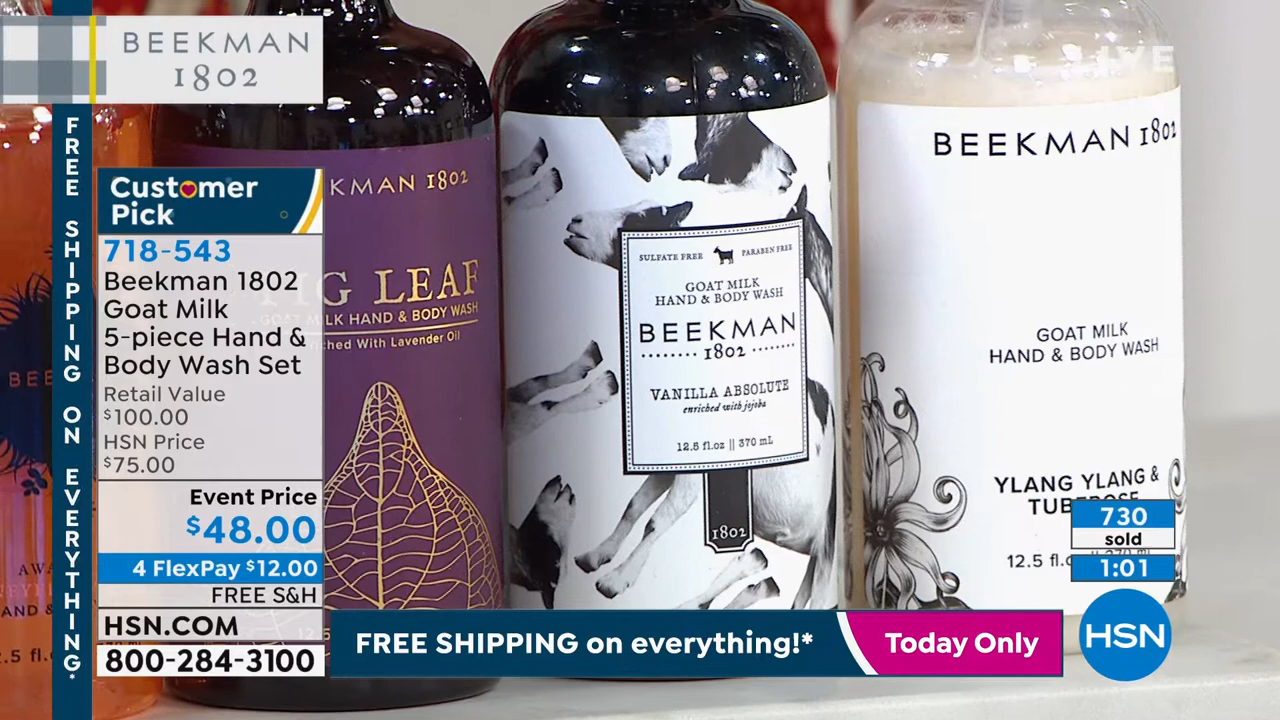 BEEKMAN
1802
LIVE
FREE SHIPPING ON EVERYTHING*
Customer
Pick
718-543
Beekman 1802
Goat Milk
5-piece Hand &
Body Wash Set
Retail Value
$100.00
HSN Price
$75.00
Event Price
$48.00
4 FlexPay $12.00
FREE S&H
HSN.COM
800-284-3100
BEE
KMAN 1802
FIG LEAF
GOAT MILK HAND & BODY WASH
Enriched With Lavender Oil
SULFATE FREE PARABEN FREE
GOAT MILK
HAND & BODY WASH
BEEKMAN
1802
VANILLA ABSOLUTE
enriched with jojoba
12.5 fl.oz || 370 mL
1802
BEEKMAN 1802
GOAT MILK
HAND & BODY WASH
YLANG YLANG &
TUBEROSE
730
sold
1:01
FREE SHIPPING on everything!*
Today Only
HSN